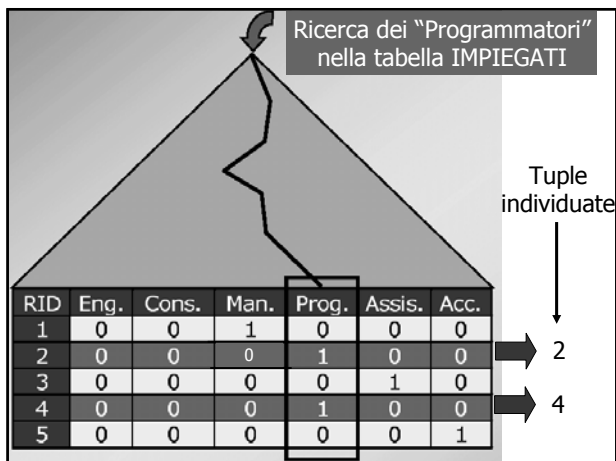 Ricerca dei “Programmatori”
nella tabella IMPIEGATI
Tuple
individuate
RID Eng. Cons. Man. Prog. Assis. Acc.
1 0 0 1 0 0 0
2 0 0 0 1 0 0 2
3 0 0 0 0 1 0
4 0 0 0 1 0 0 4
5 0 0 0 0 0 1